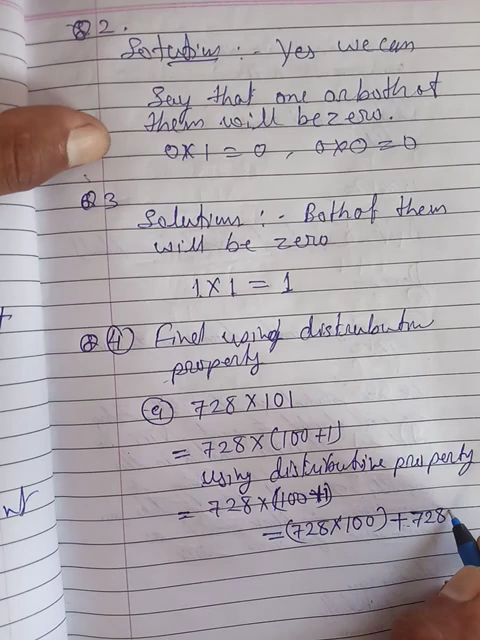 Q2.
Solution :- Yes we can
Say that one or both of
them will be zero.
0×1=0, 0×0=0
Q3
Solution :- Both of them
will be zero
1×1=1
Q(4) Find using distributive
property
(a) 728×101
= 728×(100+1)
using distributive property
= 728×(100+1)
=(728×100)+728